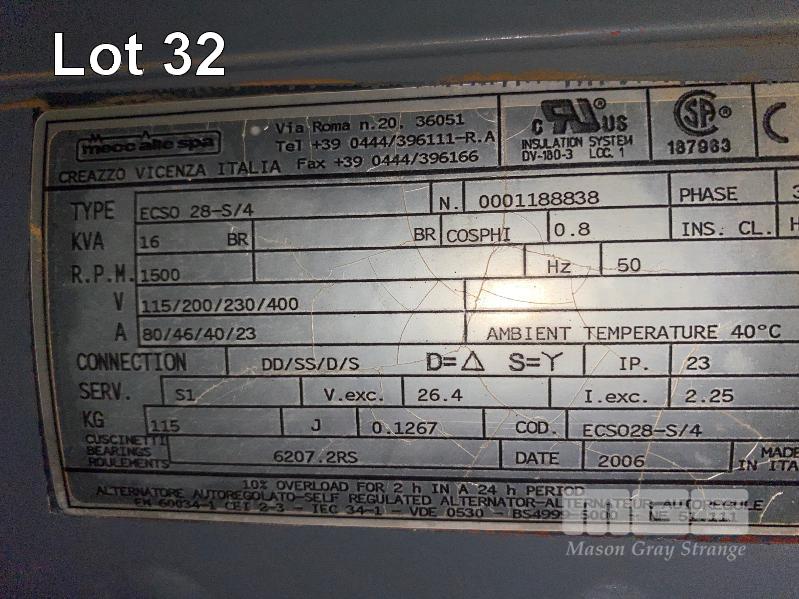 Lot 32
mecc alte spa
Via Roma n.20, 36051
Tel +39 0444/396111-R.A
CREAZZO VICENZA ITALIA Fax +39 0444/396166
C UR US ®
INSULATION SYSTEM
DV-180-3 LOC. 1
SP ®
187983
TYPE ECSO 28-S/4 N. 0001188838 PHASE 3
KVA 16 BR BR COSPHI 0.8 INS. CL. H
R.P.M. 1500 Hz 50
V 115/200/230/400
A 80/46/40/23 AMBIENT TEMPERATURE 40°C
CONNECTION DD/SS/D/S D=△ S=Y IP. 23
SERV. S1 V.exc. 26.4 I.exc. 2.25
KG 115 J 0.1267 COD. ECSO28-S/4
CUSCINETTI
BEARINGS 6207.2RS DATE 2006 MADE
ROULEMENTS IN ITA
10% OVERLOAD FOR 2 h IN A 24 h PERIOD
ALTERNATORE AUTOREGOLATO-SELF REGULATED ALTERNATOR-ALTERNATEUR AUTOREGULE
EN 60034-1 CEI 2-3 - IEC 34-1 - VDE 0530 - BS4999-5000 - NF 51.111
Mason Gray Strange